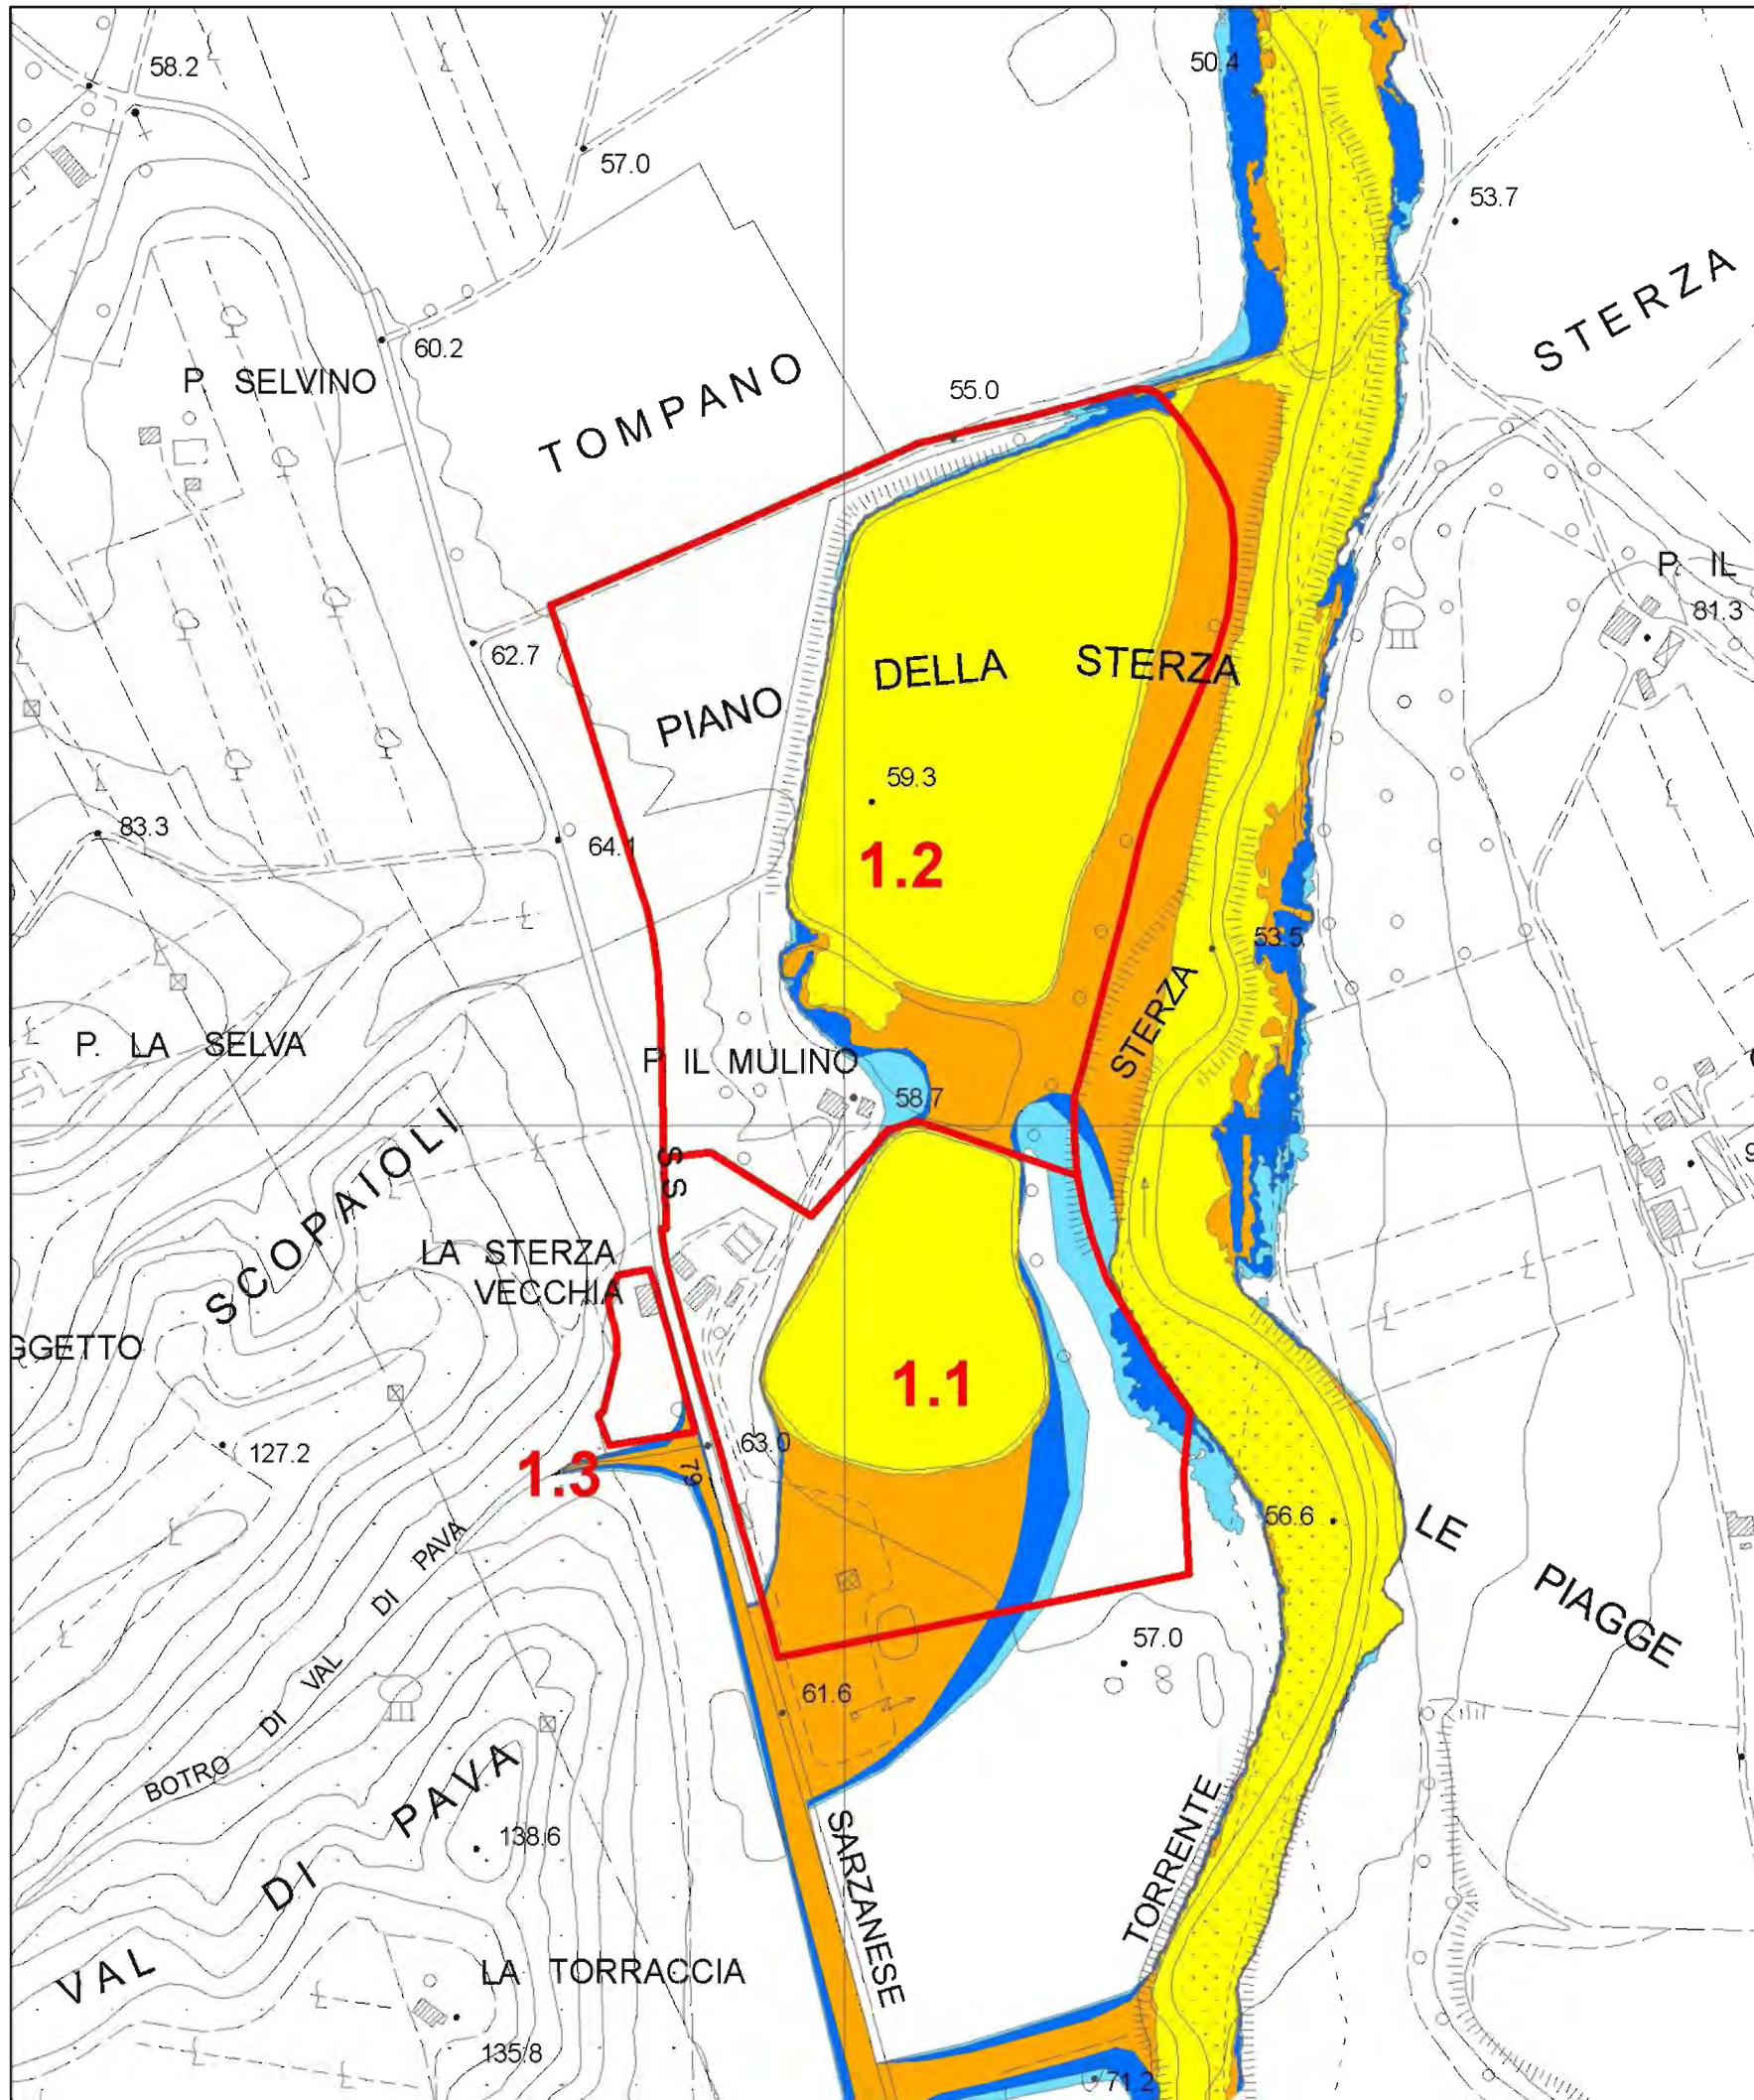 58.2
50.4
57.0
53.7
STERZA
60.2
P. SELVINO
TOMPANO
55.0
P. IL
81.3
62.7
DELLA STERZA
PIANO
59.3
83.3
64.1
1.2
53.5
STERZA
P. LA SELVA
P. IL MULINO
58.7
SCOPAIOLI
SS
LA STERZA
VECCHIA
GGETTO
1.1
127.2
63.0
1.3
79
56.6
LE PIAGGE
BOTRO DI VAL DI PAVA
57.0
61.6
VAL DI PAVA
138.6
SARZANESE
TORRENTE
LA TORRACCIA
135.8
71.2